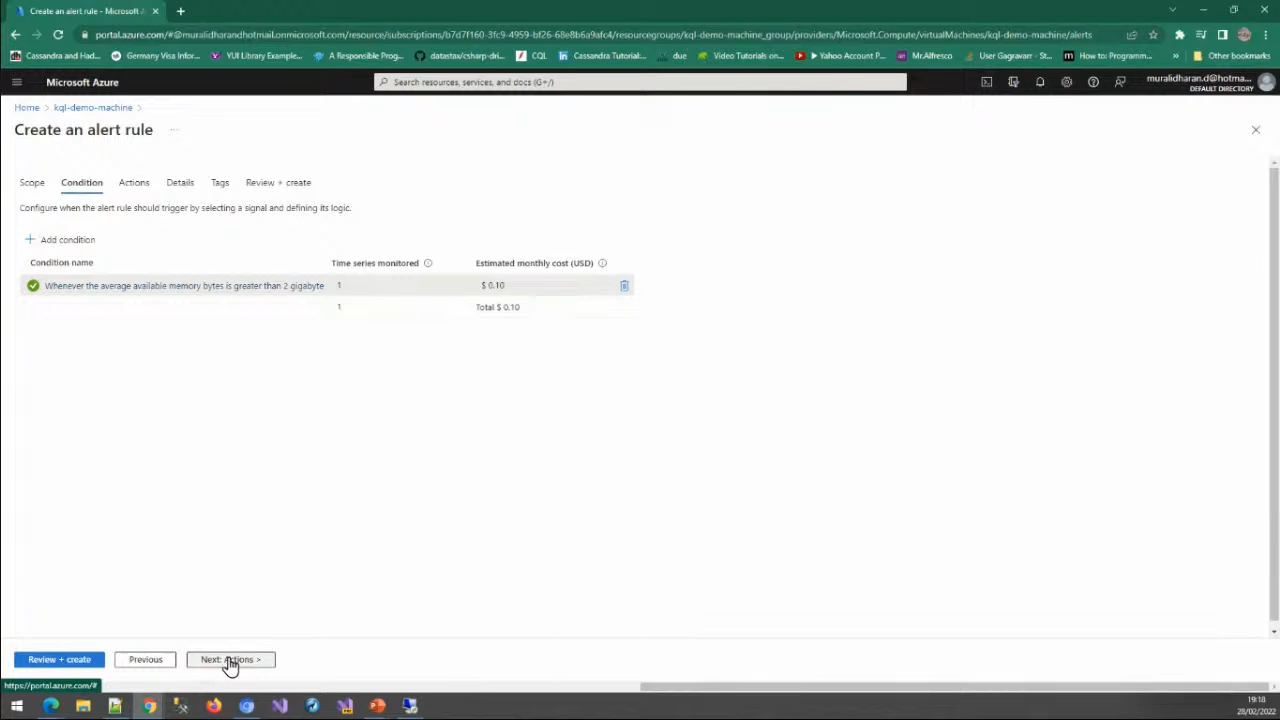 Create an alert rule - Microsoft A
portal.azure.com/#@muralidharanhotmail.onmicrosoft.com/resource/subscriptions/b7d7f160-3fc9-4959-bf26-68e8b6a9afc4/resourcegroups/kql-demo-machine_group/providers/Microsoft.Compute/virtualMachines/kql-demo-machine/alerts
Cassandra and Had... Germany Visa Infor... YUI Library Example... A Responsible Prog... datastax/csharp-dri... CQL Cassandra Tutorial:... due Video Tutorials on... Yahoo Account P... Mr.Alfresco User Gagravarr - St... How to: Programm... » Other bookmarks
Microsoft Azure
Search resources, services, and docs (G+/)
muralidharan.d@hotma...
DEFAULT DIRECTORY
Home > kql-demo-machine >
Create an alert rule ...
Scope Condition Actions Details Tags Review + create
Configure when the alert rule should trigger by selecting a signal and defining its logic.
+ Add condition
Condition name Time series monitored Estimated monthly cost (USD)
Whenever the average available memory bytes is greater than 2 gigabyte 1 $ 0.10
1 Total $ 0.10
Review + create Previous Next: Actions >
https://portal.azure.com/#
19:18
28/02/2022